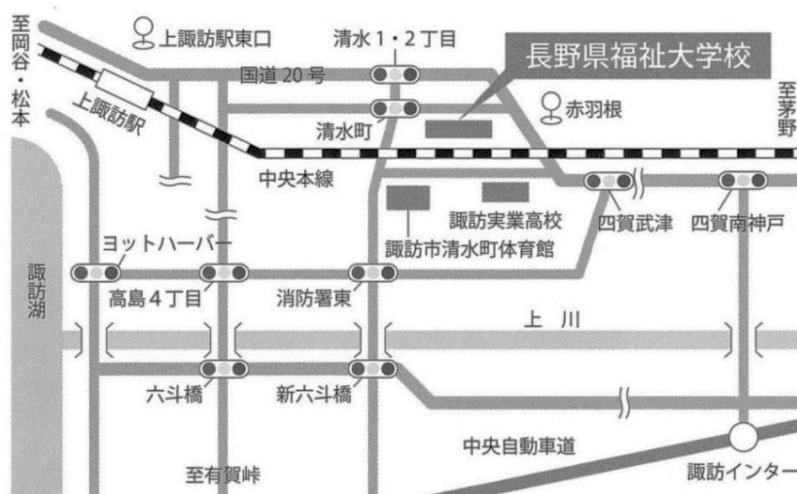 至岡谷・松本
上諏訪駅東口
清水1・2丁目
長野県福祉大学校
国道20号
上諏訪駅
清水町
赤羽根
至茅野
中央本線
諏訪実業高校
四賀武津
四賀南神戸
諏訪市清水町体育館
ヨットハーバー
諏訪湖
高島4丁目
消防署東
上 川
六斗橋
新六斗橋
中央自動車道
至有賀峠
諏訪インター